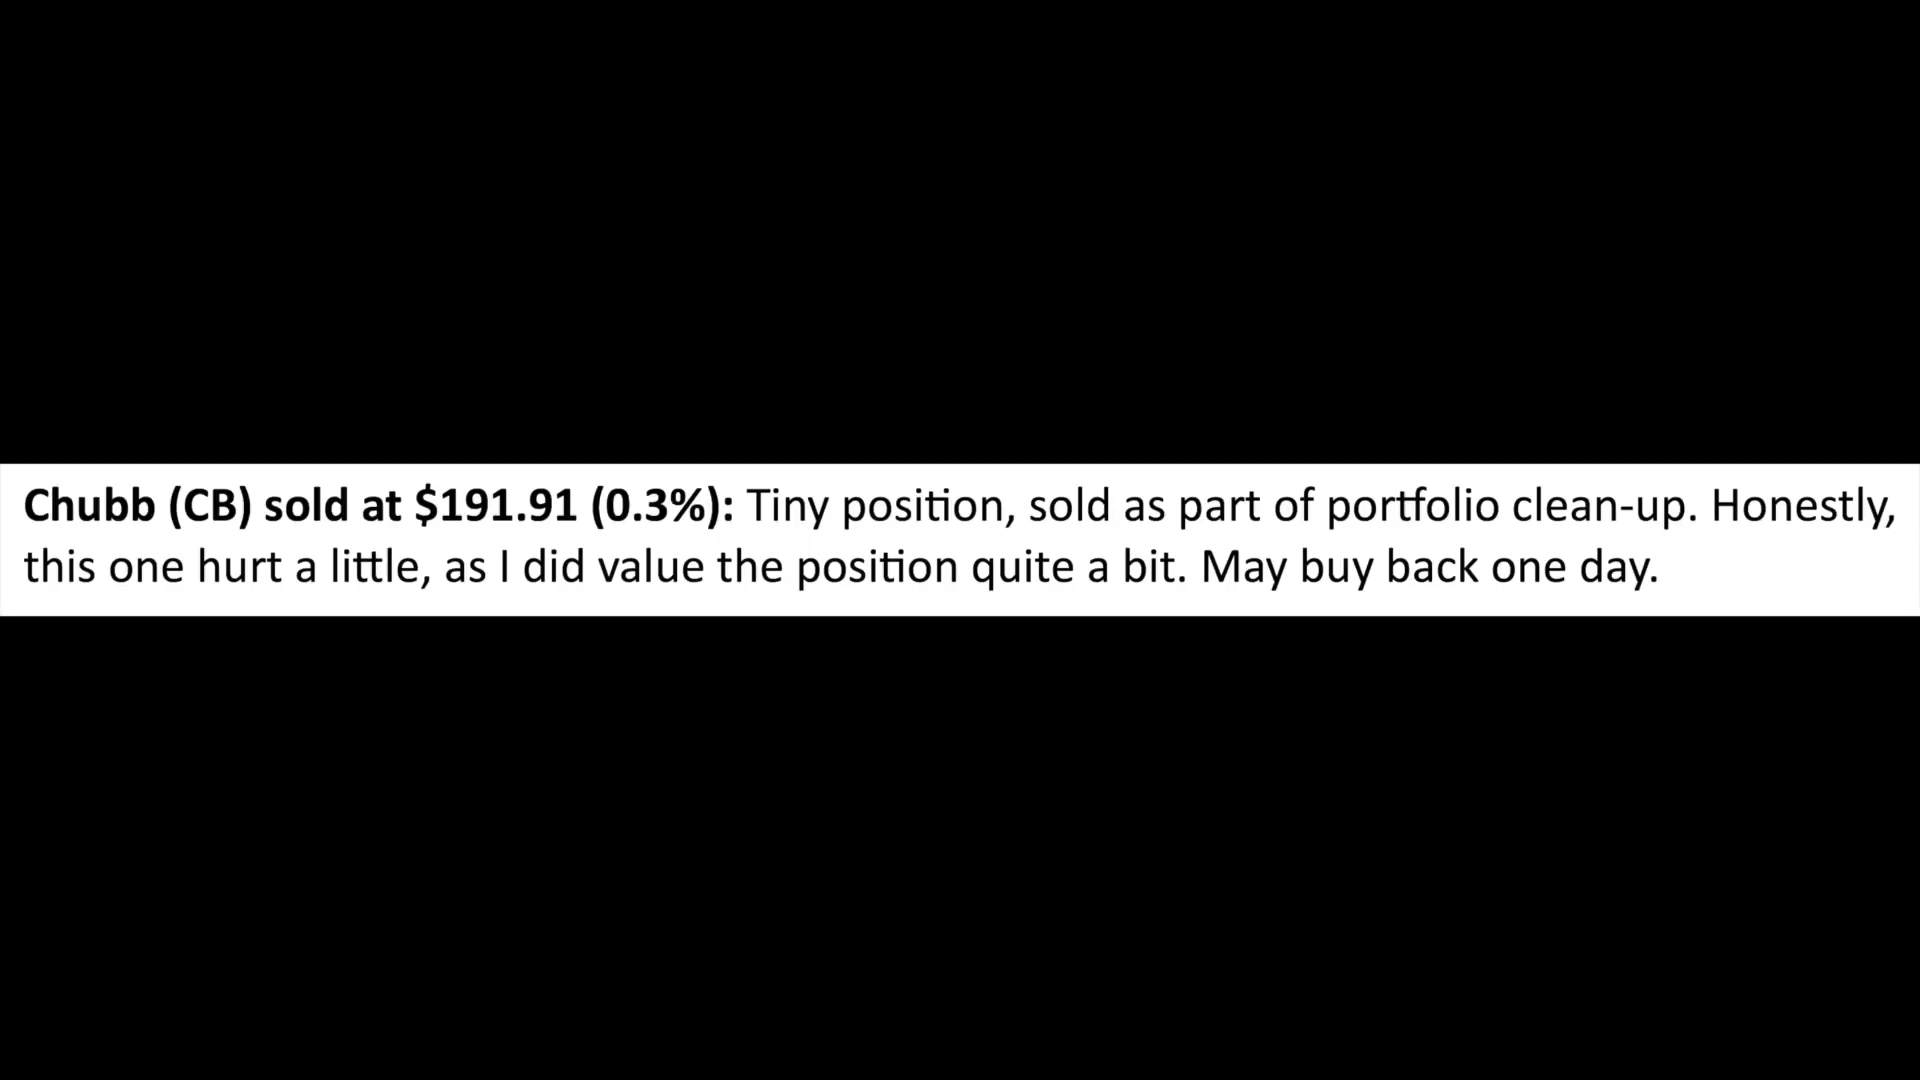 Chubb (CB) sold at $191.91 (0.3%): Tiny position, sold as part of portfolio clean-up. Honestly,
this one hurt a little, as I did value the position quite a bit. May buy back one day.